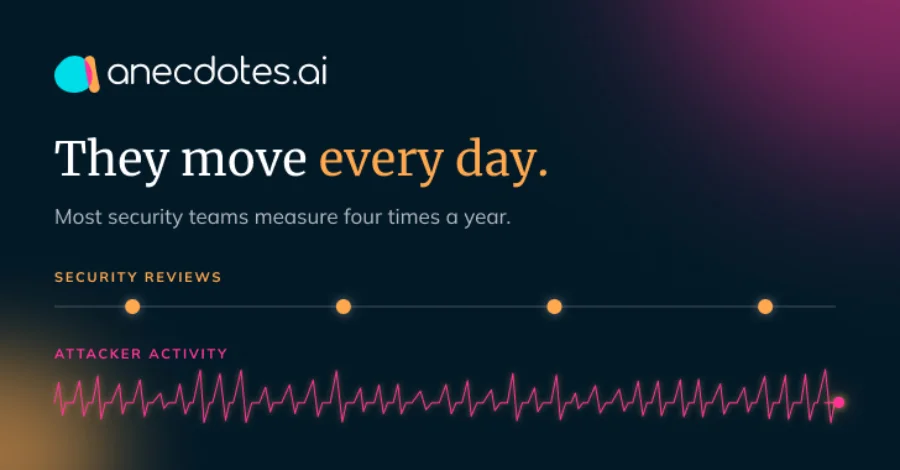 anecdotes.ai
They move every day.
Most security teams measure four times a year.
SECURITY REVIEWS
ATTACKER ACTIVITY